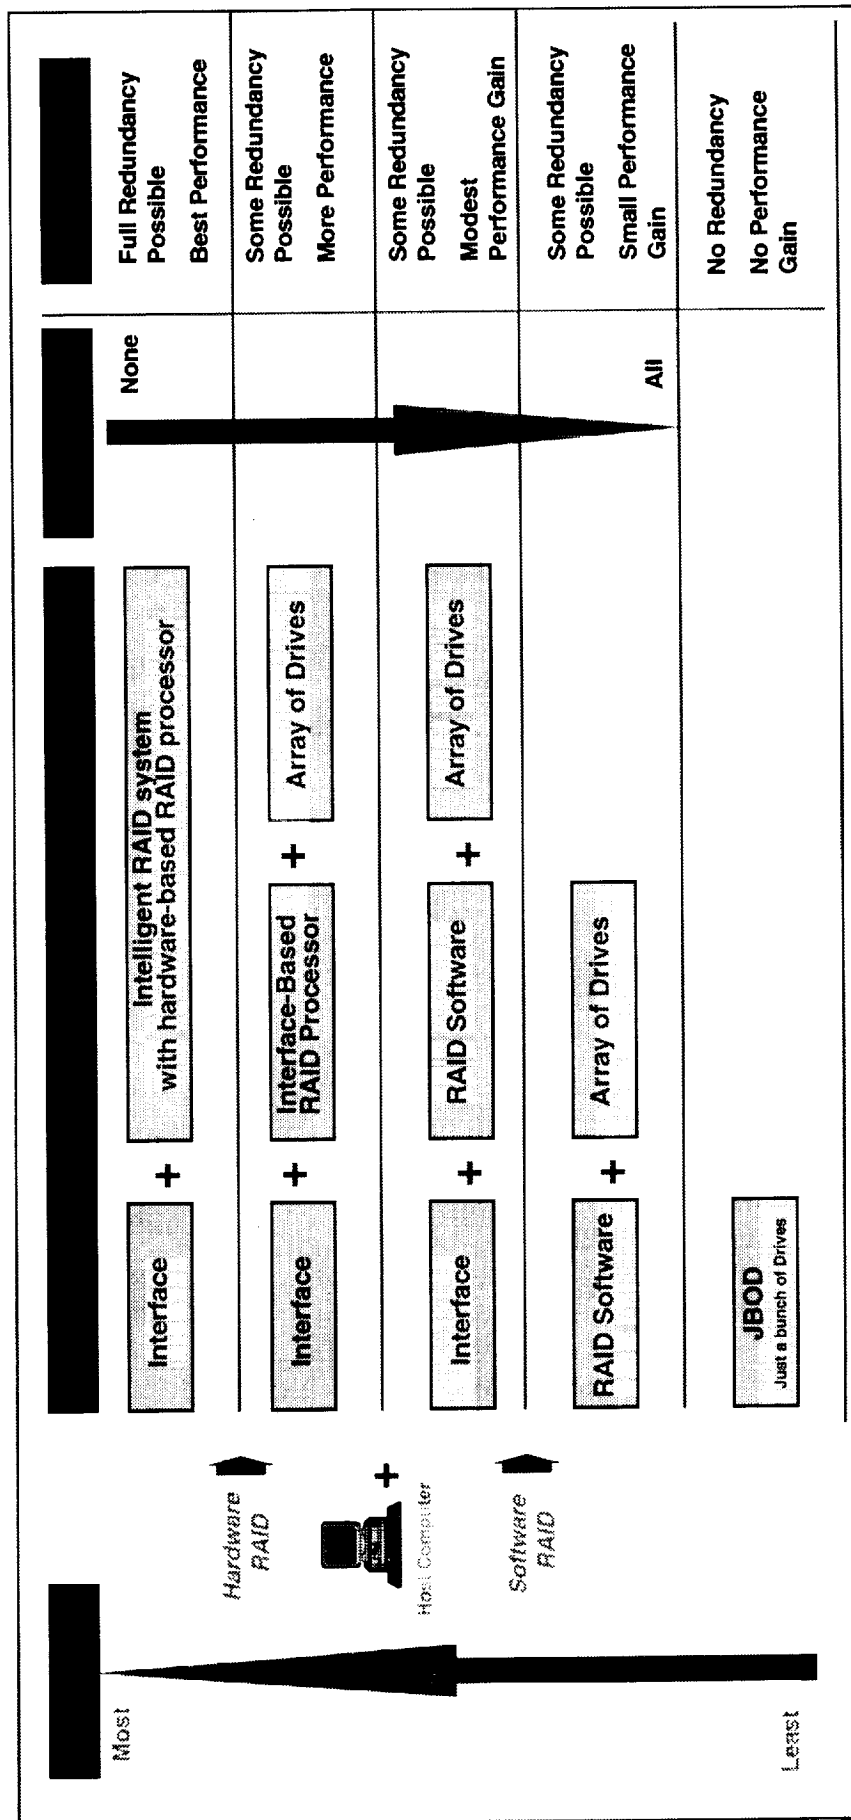 Most
Least
Hardware
RAID
+
Host Computer
Software
RAID
Interface
+
Intelligent RAID system
with hardware-based RAID processor
None
Full Redundancy
Possible
Best Performance
Interface
+
Interface-Based
RAID Processor
+
Array of Drives
Some Redundancy
Possible
More Performance
Interface
+
RAID Software
+
Array of Drives
Some Redundancy
Possible
Modest
Performance Gain
RAID Software
+
Array of Drives
All
Some Redundancy
Possible
Small Performance
Gain
JBOD
Just a bunch of Drives
No Redundancy
No Performance
Gain